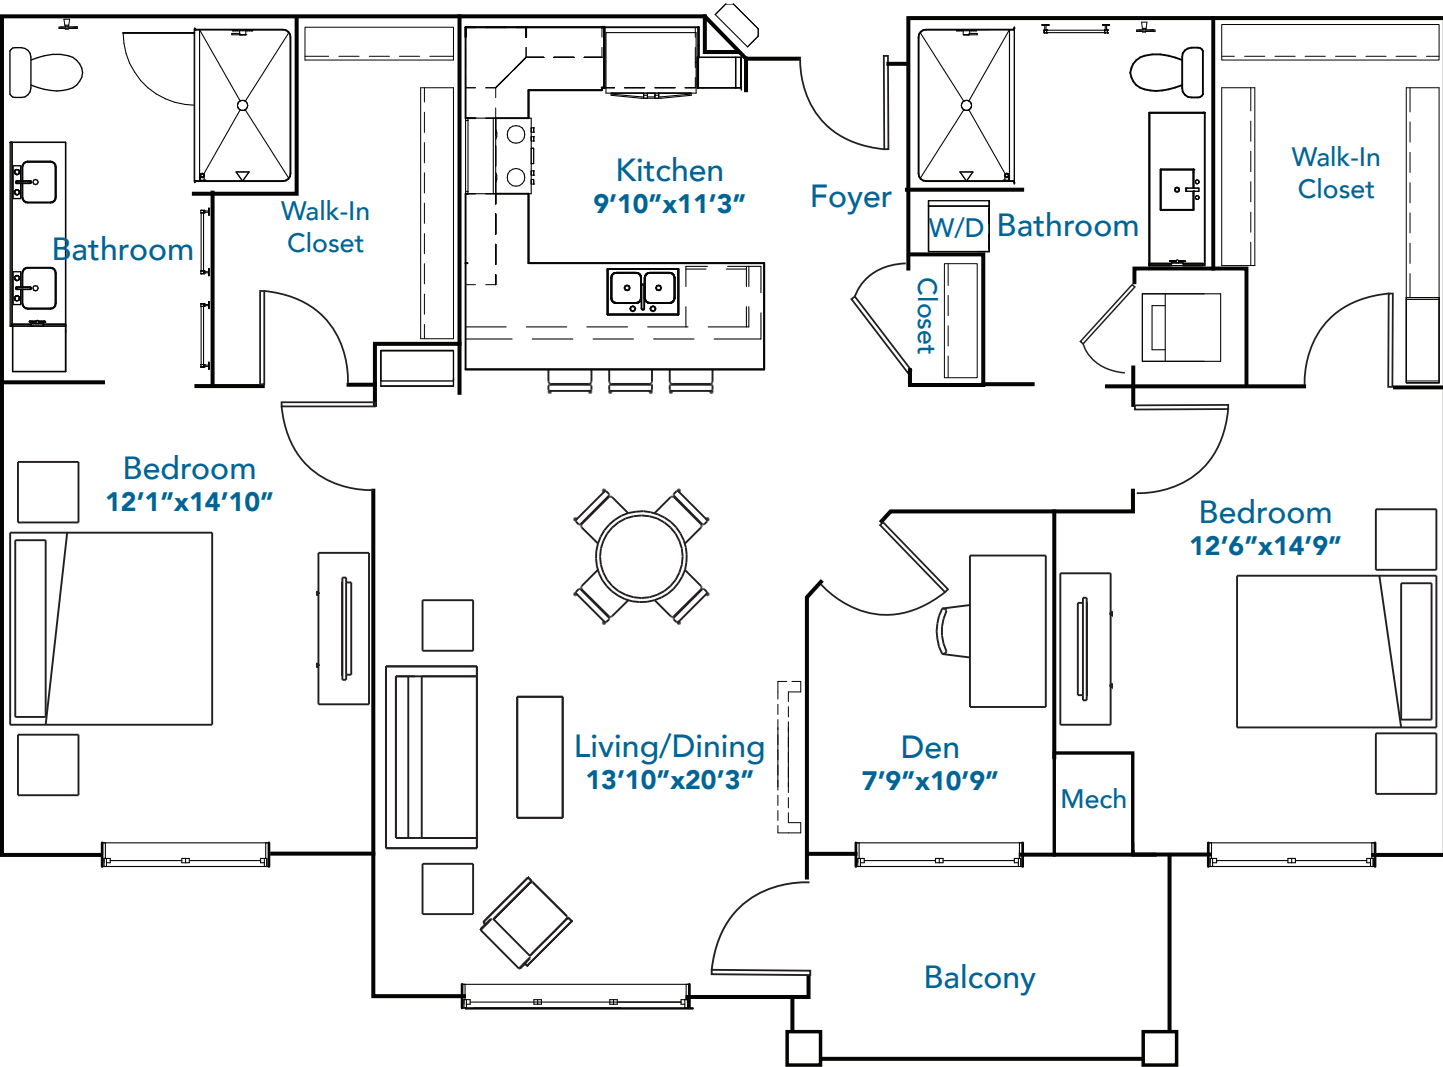 Kitchen
9’10”x11’3”
Foyer
Walk-In
Closet
Walk-In
Closet
W/D
Bathroom
Bathroom
Closet
Bedroom
12’1”x14’10”
Bedroom
12’6”x14’9”
Living/Dining
13’10”x20’3”
Den
7’9”x10’9”
Mech
Balcony